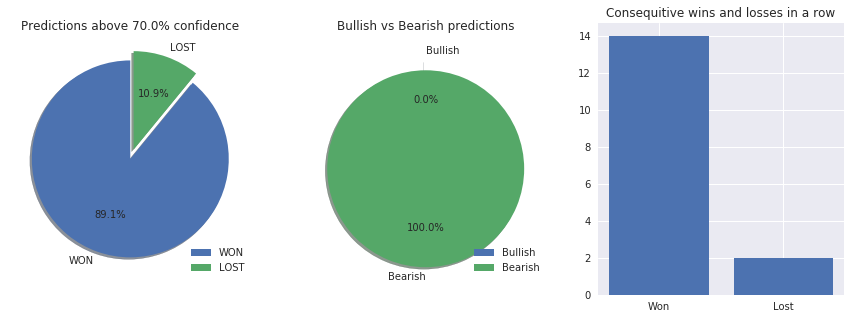 Predictions above 70.0% confidence
LOST
10.9%
89.1%
WON
WON
LOST
Bullish vs Bearish predictions
Bullish
0.0%
100.0%
Bearish
Bullish
Bearish
Consequitive wins and losses in a row
14
12
10
8
6
4
2
0
Won
Lost